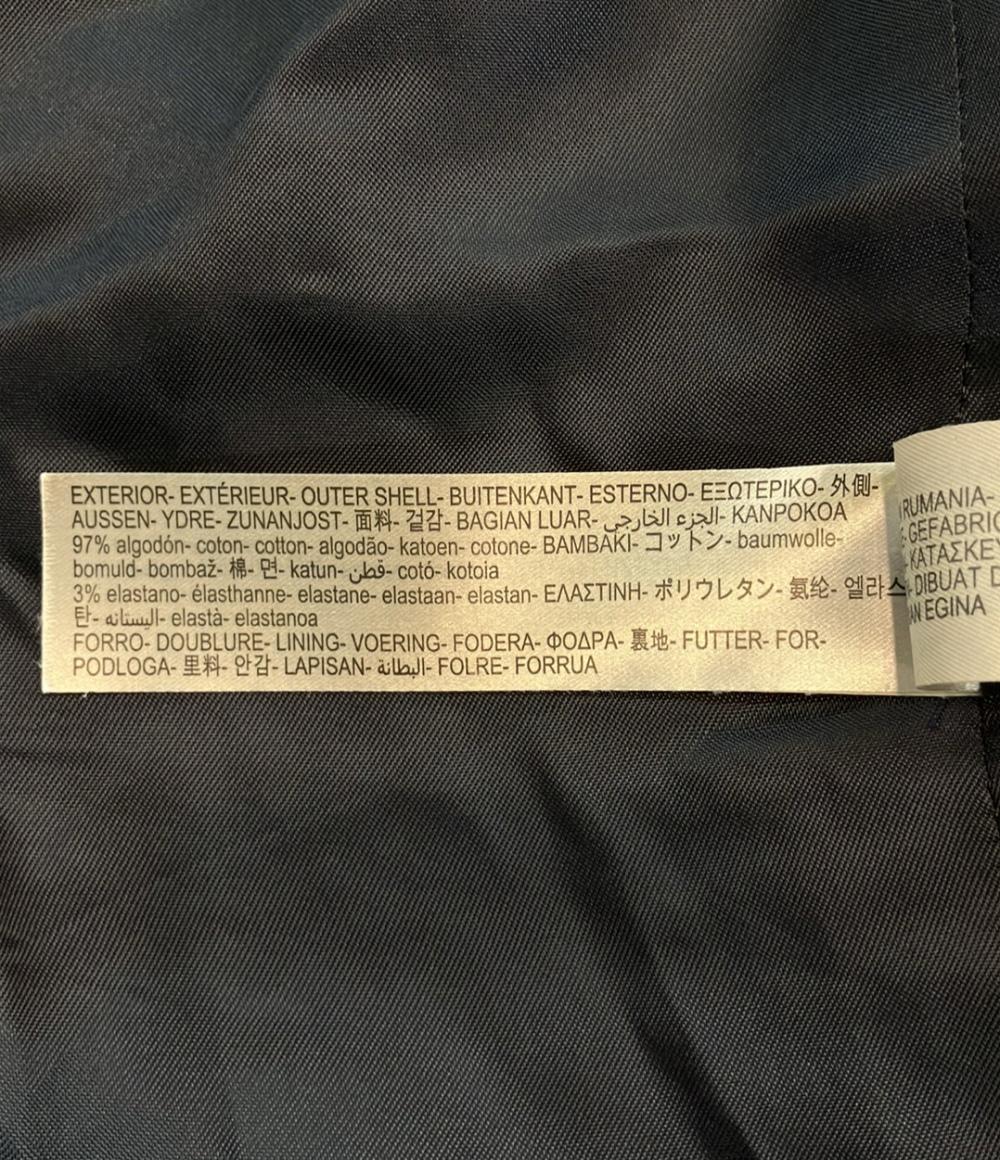 EXTERIOR- EXTÉRIEUR- OUTER SHELL- BUITENKANT- ESTERNO- ΕΞΩΤΕΡΙΚΟ- 外側-
AUSSEN- YDRE- ZUNANJOST- 面料- 겉감- BAGIAN LUAR- الجزء الخارجي- KANPOKOA
97% algodón- coton- cotton- algodão- katoen- cotone- ΒΑΜΒΑΚΙ- コットン- baumwolle-
bomuld- bombaž- 棉- 면- katun- قطن- cotó- kotoia
3% elastano- élasthanne- elastane- elastaan- elastan- ΕΛΑΣΤΙΝΗ- ポリウレタン- 氨纶- 엘라스
탄- اليستانه- elastà- elastanoa
FORRO- DOUBLURE- LINING- VOERING- FODERA- ΦΟΔΡΑ- 裏地- FUTTER- FOR-
PODLOGA- 里料- 안감- LAPISAN- البطانة- FOLRE- FORRUA
RUMANIA-
GEFABRIC
ΚΑΤΑΣΚΕΥ
DIBUAT D
AN EGINA